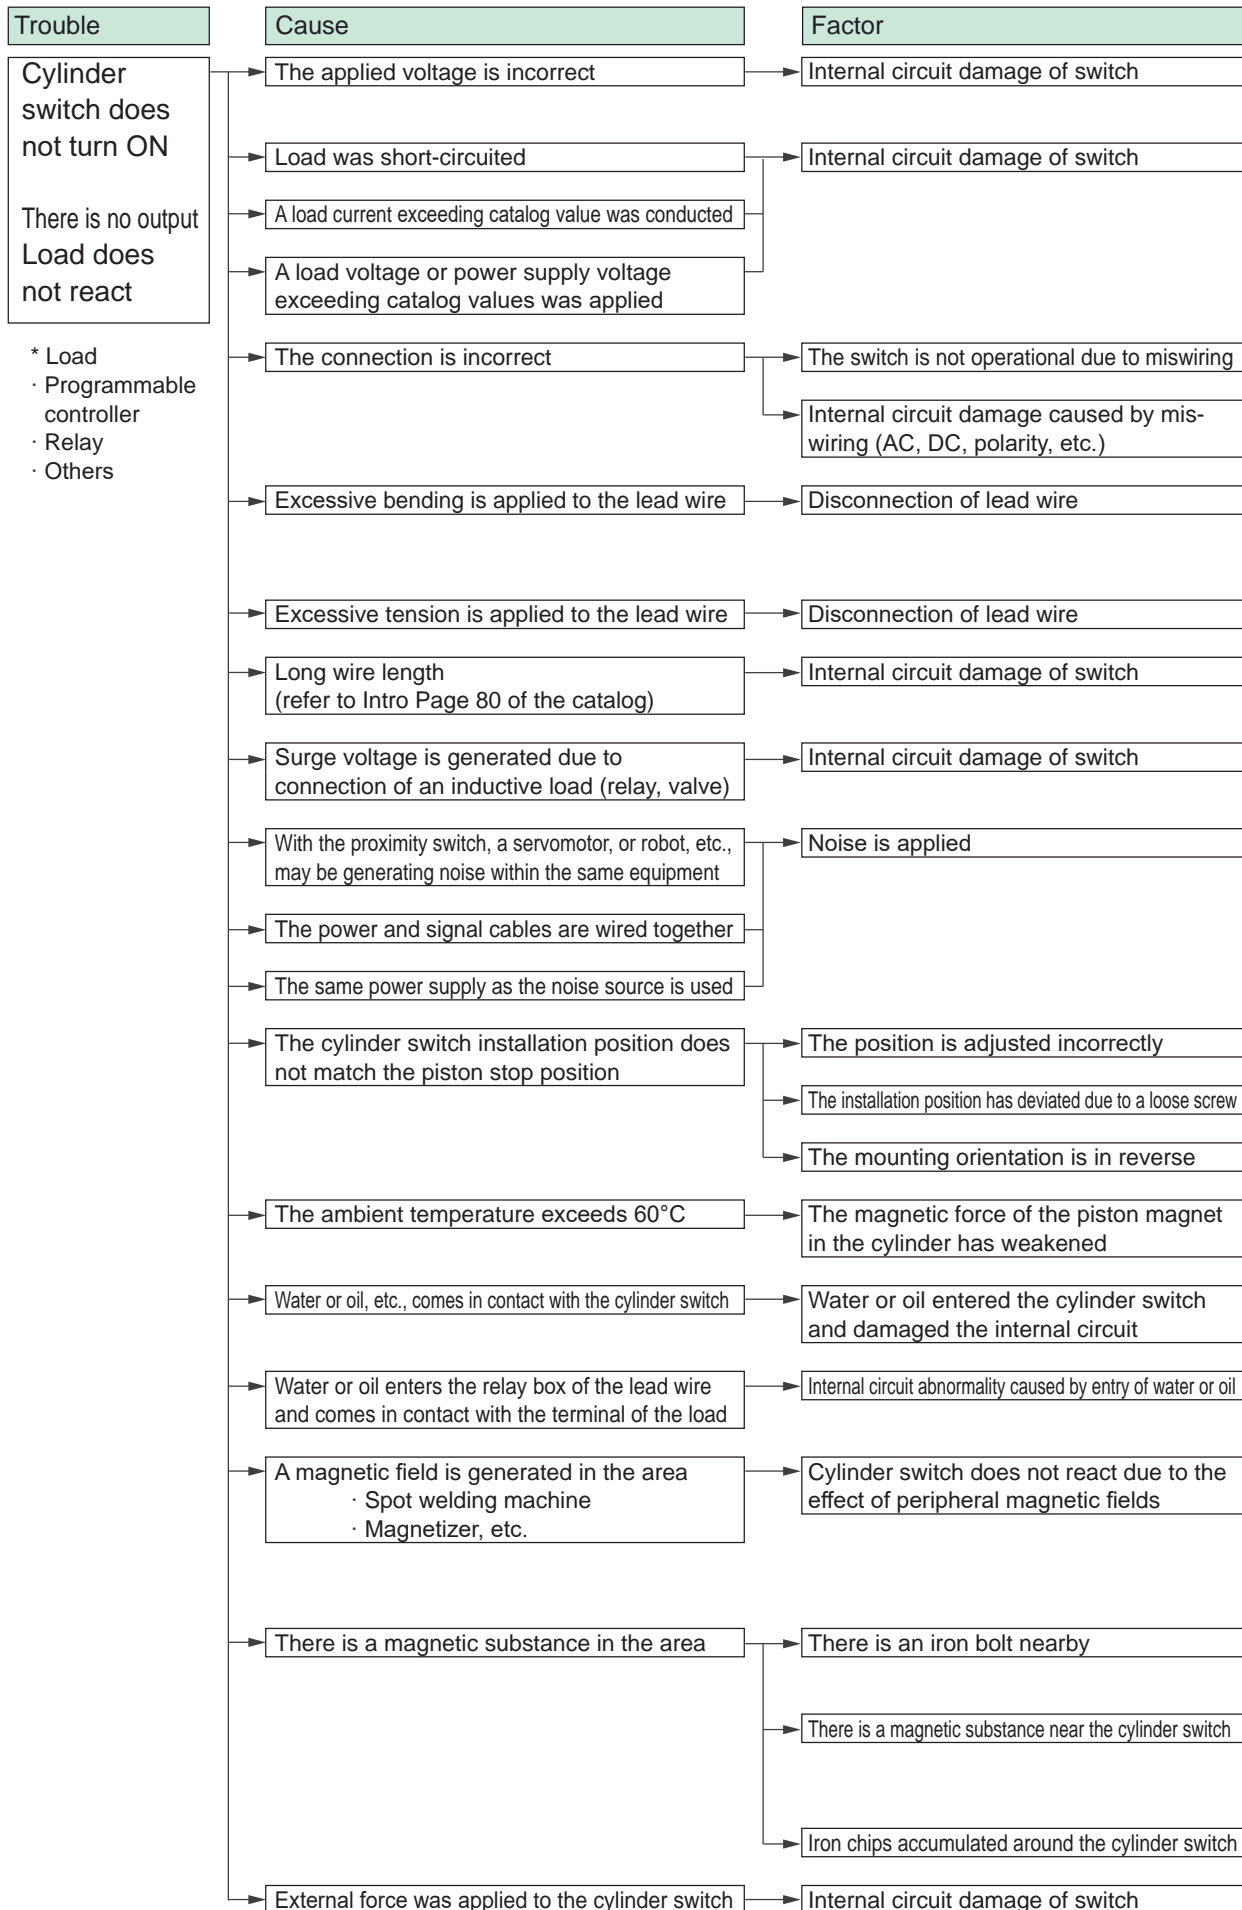 Trouble
Cause
Factor
Cylinder
switch does
not turn ON
There is no output
Load does
not react
* Load
· Programmable
controller
· Relay
· Others
The applied voltage is incorrect
Internal circuit damage of switch
Load was short-circuited
Internal circuit damage of switch
A load current exceeding catalog value was conducted
A load voltage or power supply voltage
exceeding catalog values was applied
The connection is incorrect
The switch is not operational due to miswiring
Internal circuit damage caused by mis-
wiring (AC, DC, polarity, etc.)
Excessive bending is applied to the lead wire
Disconnection of lead wire
Excessive tension is applied to the lead wire
Disconnection of lead wire
Long wire length
(refer to Intro Page 80 of the catalog)
Internal circuit damage of switch
Surge voltage is generated due to
connection of an inductive load (relay, valve)
Internal circuit damage of switch
With the proximity switch, a servomotor, or robot, etc.,
may be generating noise within the same equipment
Noise is applied
The power and signal cables are wired together
The same power supply as the noise source is used
The cylinder switch installation position does
not match the piston stop position
The position is adjusted incorrectly
The installation position has deviated due to a loose screw
The mounting orientation is in reverse
The ambient temperature exceeds 60°C
The magnetic force of the piston magnet
in the cylinder has weakened
Water or oil, etc., comes in contact with the cylinder switch
Water or oil entered the cylinder switch
and damaged the internal circuit
Water or oil enters the relay box of the lead wire
and comes in contact with the terminal of the load
Internal circuit abnormality caused by entry of water or oil
A magnetic field is generated in the area
· Spot welding machine
· Magnetizer, etc.
Cylinder switch does not react due to the
effect of peripheral magnetic fields
There is a magnetic substance in the area
There is an iron bolt nearby
There is a magnetic substance near the cylinder switch
Iron chips accumulated around the cylinder switch
External force was applied to the cylinder switch
Internal circuit damage of switch